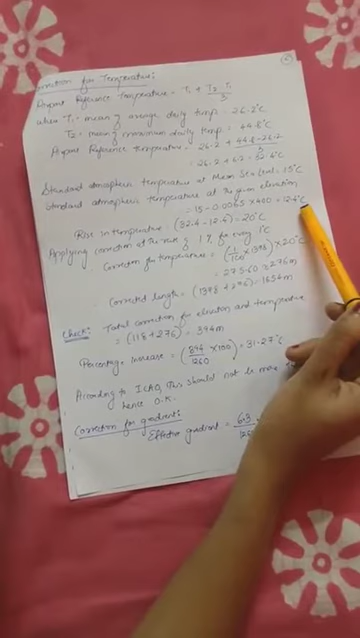 Correction for Temperature:
Airport Reference Temperature = T1 + T2 - T1 / 3
when T1 = mean of average daily temp = 26.2°C
T2 = mean of maximum daily temp = 44.8°C
Airport Reference temperature = 26.2 + 44.8-26.2 / 3
= 26.2 + 6.2 = 32.4°C
Standard atmospheric temperature at Mean Sea Level = 15°C
Standard atmospheric temperature at the given elevation
= 15 - 0.0065 × 400 = 12.4°C
Rise in temperature = (32.4 - 12.4) = 20°C
Applying correction at the rate of 1% for every 1°C
Correction for temperature = (1/100 × 1378) × 20°C
= 275.60 ≈ 276m
Corrected length = (1378 + 276) = 1654m
Check: Total correction for elevation and temperature
= (118 + 276) = 394m
Percentage increase = (394/1260 × 100) = 31.27%
According to ICAO, this should not be more
hence O.K.
Correction for gradient:
Effective gradient = 6.3